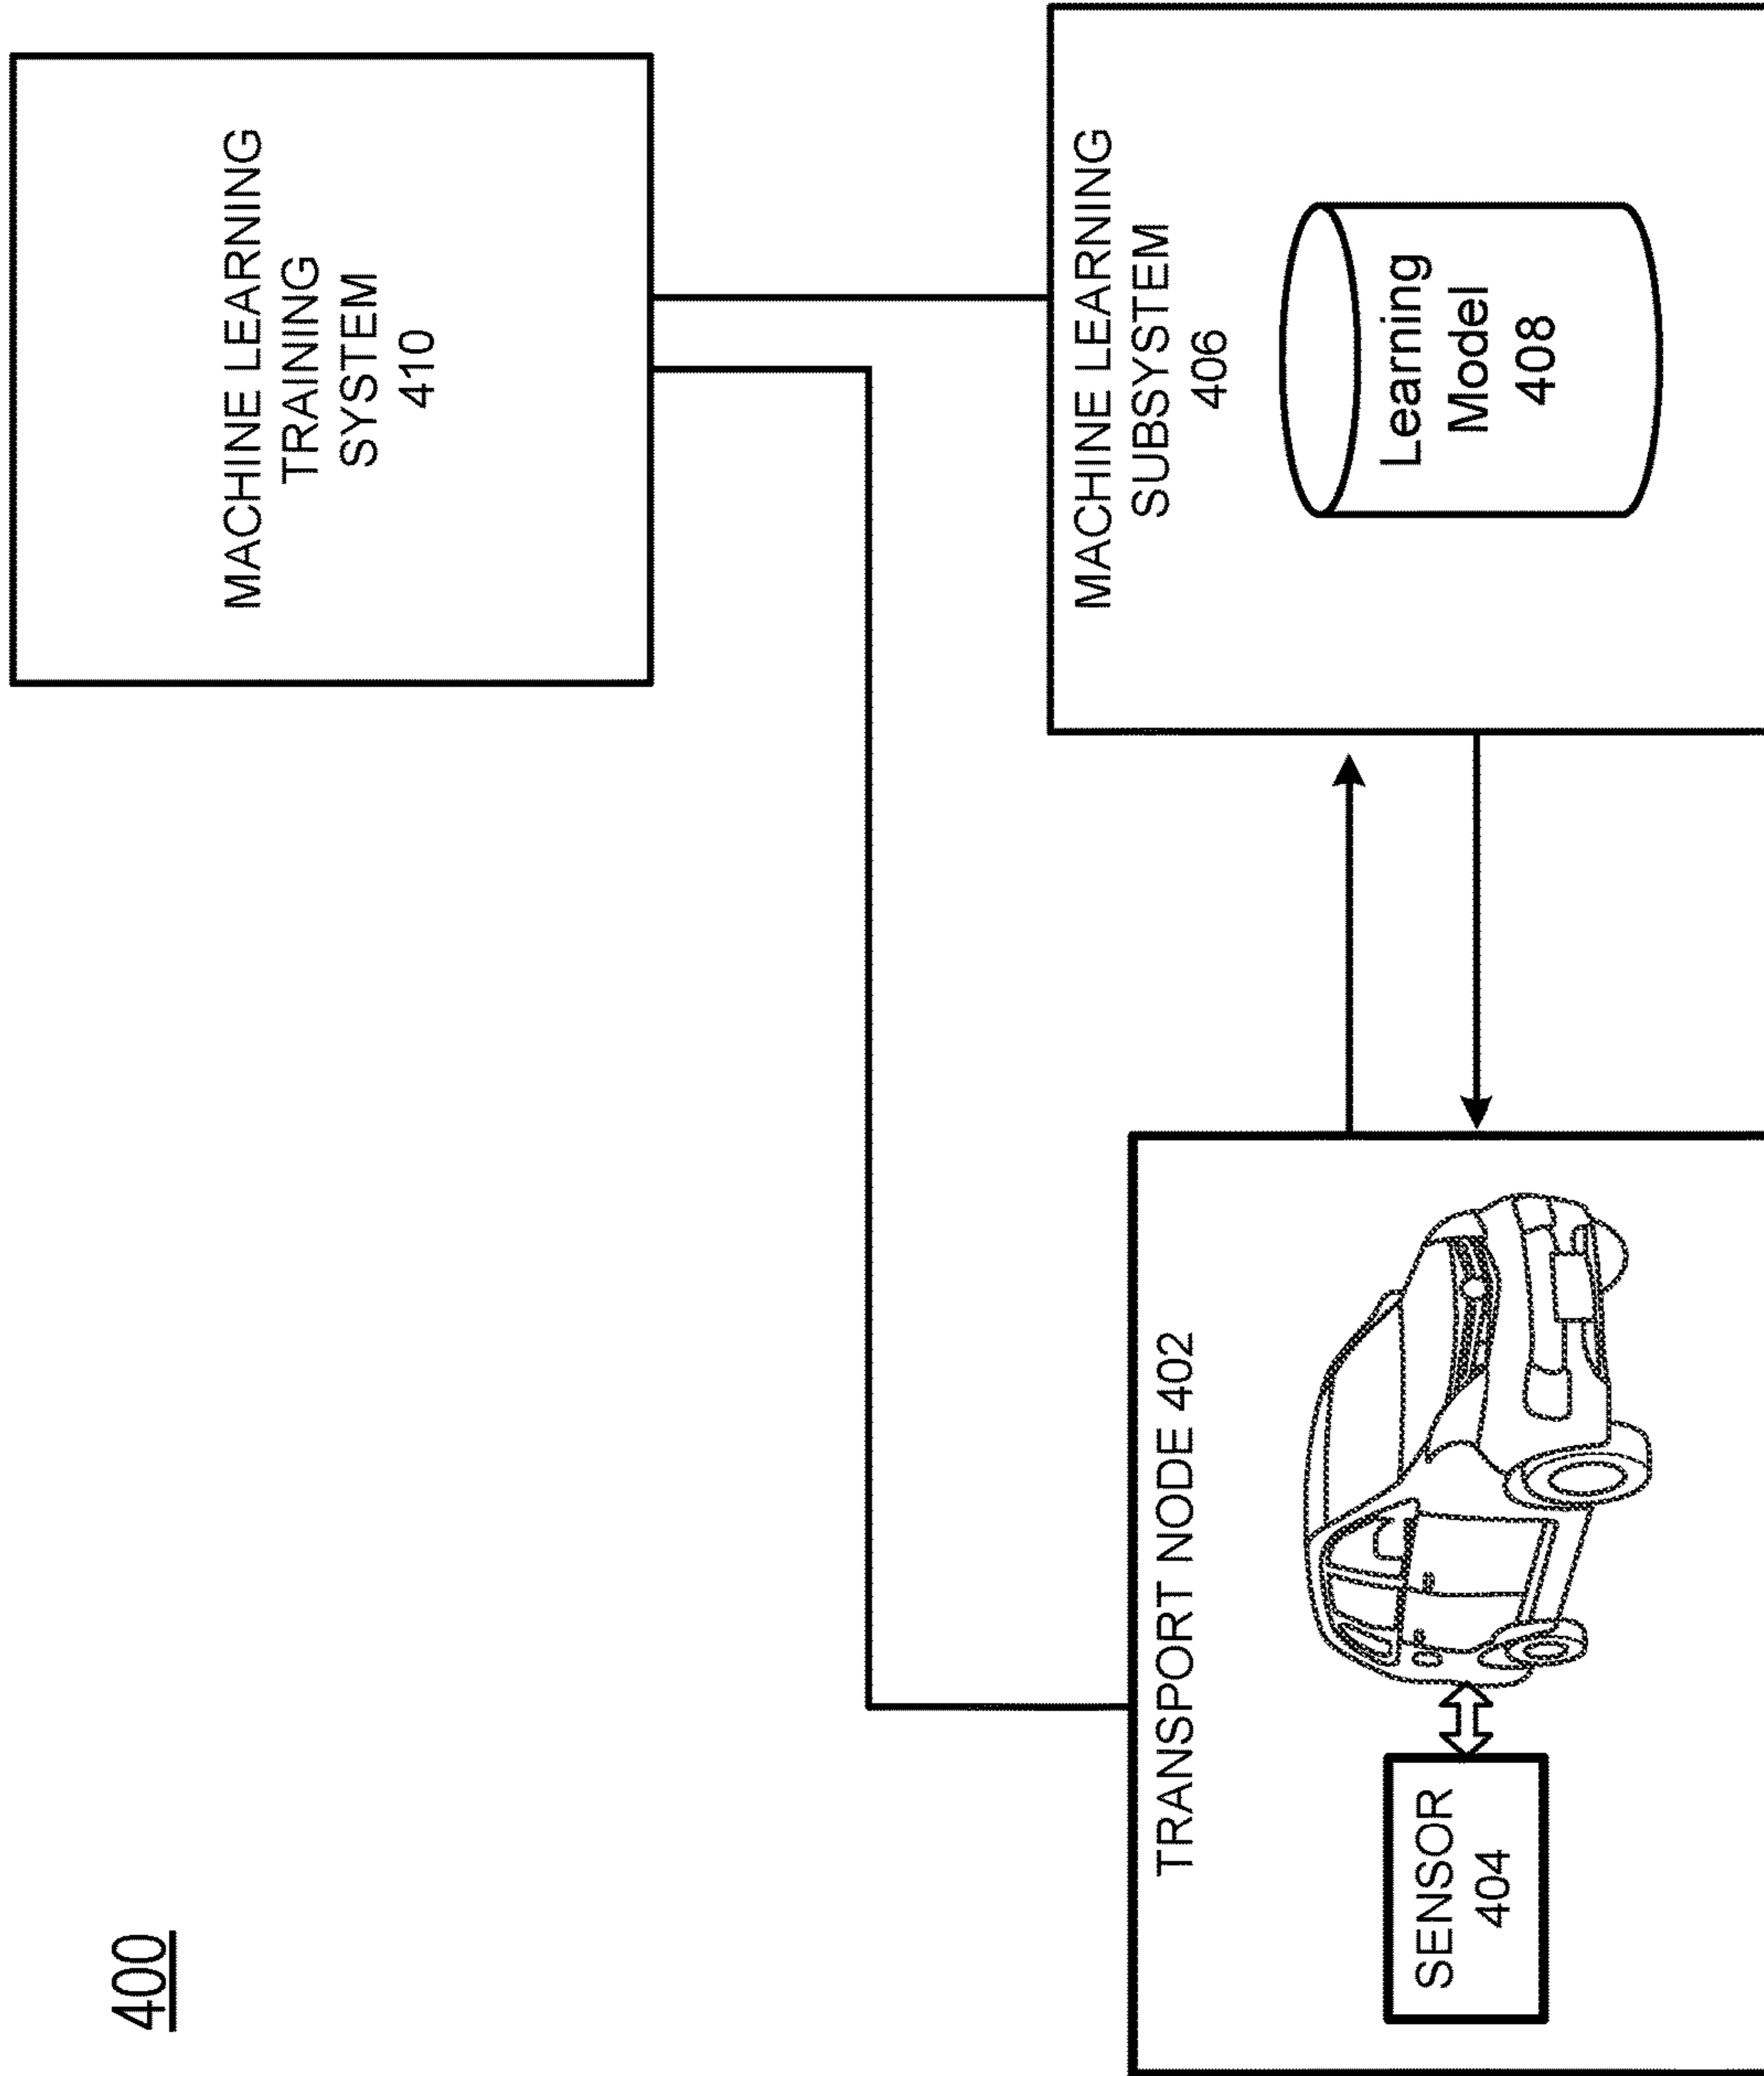 400
MACHINE LEARNING
TRAINING
SYSTEM
410
TRANSPORT NODE 402
SENSOR
404
MACHINE LEARNING
SUBSYSTEM
406
Learning
Model
408